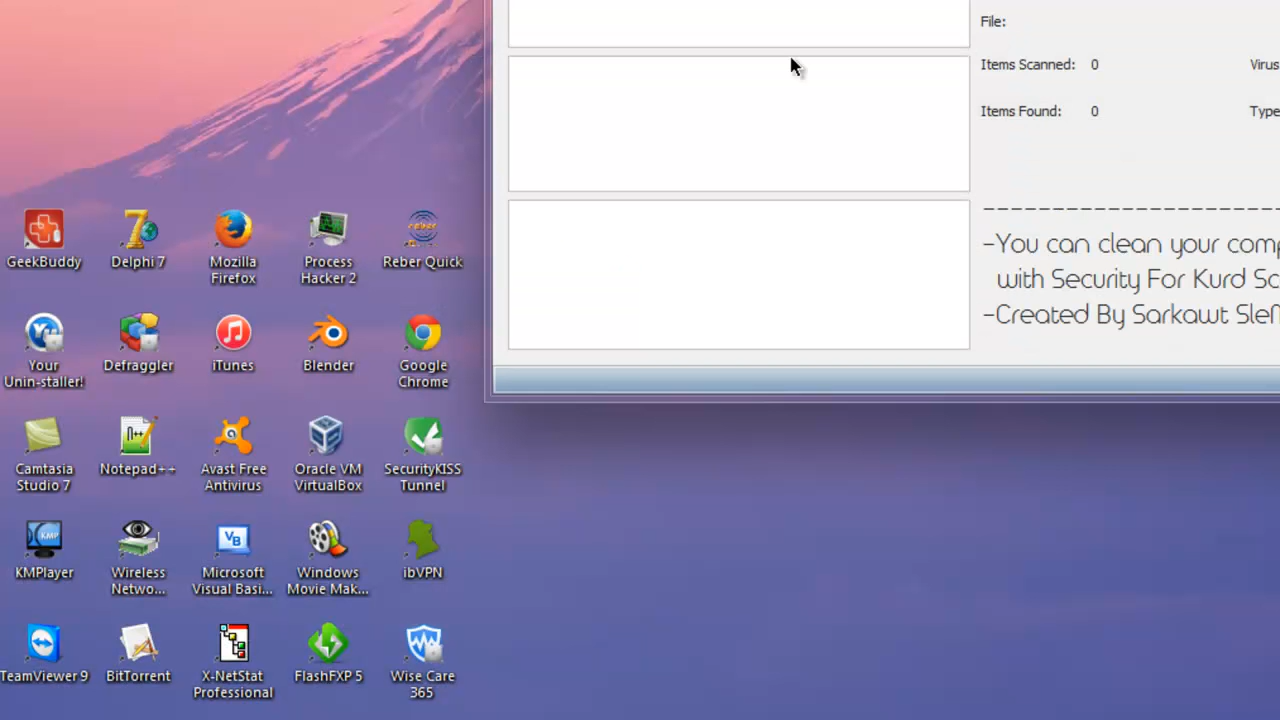 File:
Items Scanned: 0 Virus
Items Found: 0 Type
-You can clean your comp
with Security For Kurd Sc
-Created By Sarkawt
GeekBuddy
Delphi 7
Mozilla
Firefox
Process
Hacker 2
Reber Quick
Your
Unin-staller!
Defraggler
iTunes
Blender
Google
Chrome
Camtasia
Studio 7
Notepad++
Avast Free
Antivirus
Oracle VM
VirtualBox
SecurityKISS
Tunnel
KMPlayer
Wireless
Netwo...
Microsoft
Visual Basi...
Windows
Movie Mak...
ibVPN
TeamViewer 9
BitTorrent
X-NetStat
Professional
FlashFXP 5
Wise Care
365